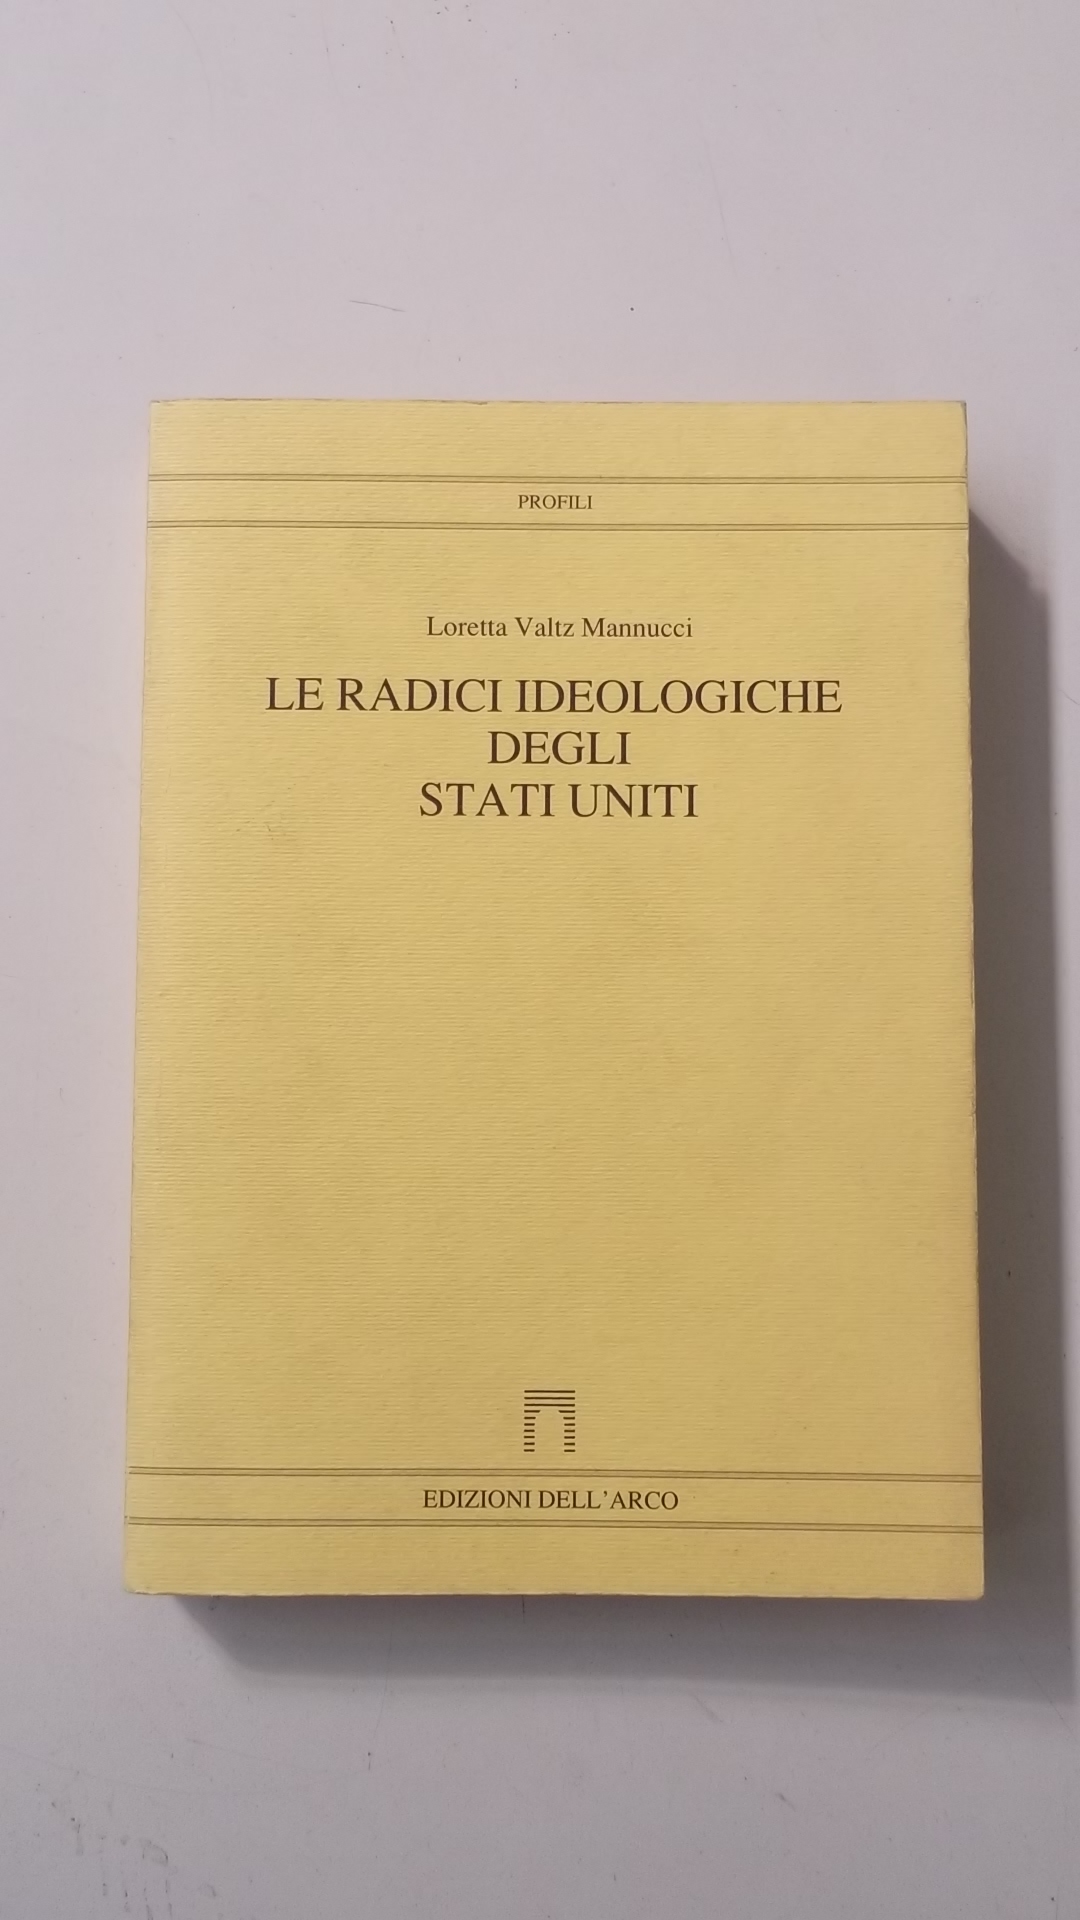 PROFILI
Loretta Valtz Mannucci
LE RADICI IDEOLOGICHE
DEGLI
STATI UNITI
EDIZIONI DELL'ARCO